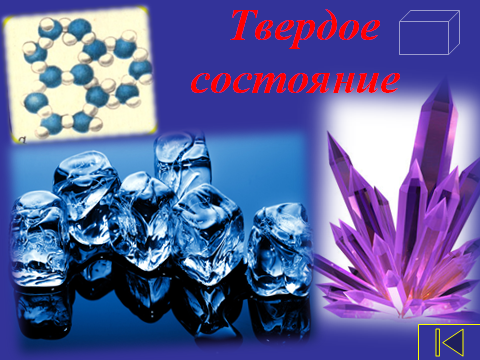 Твердое
состояние
а